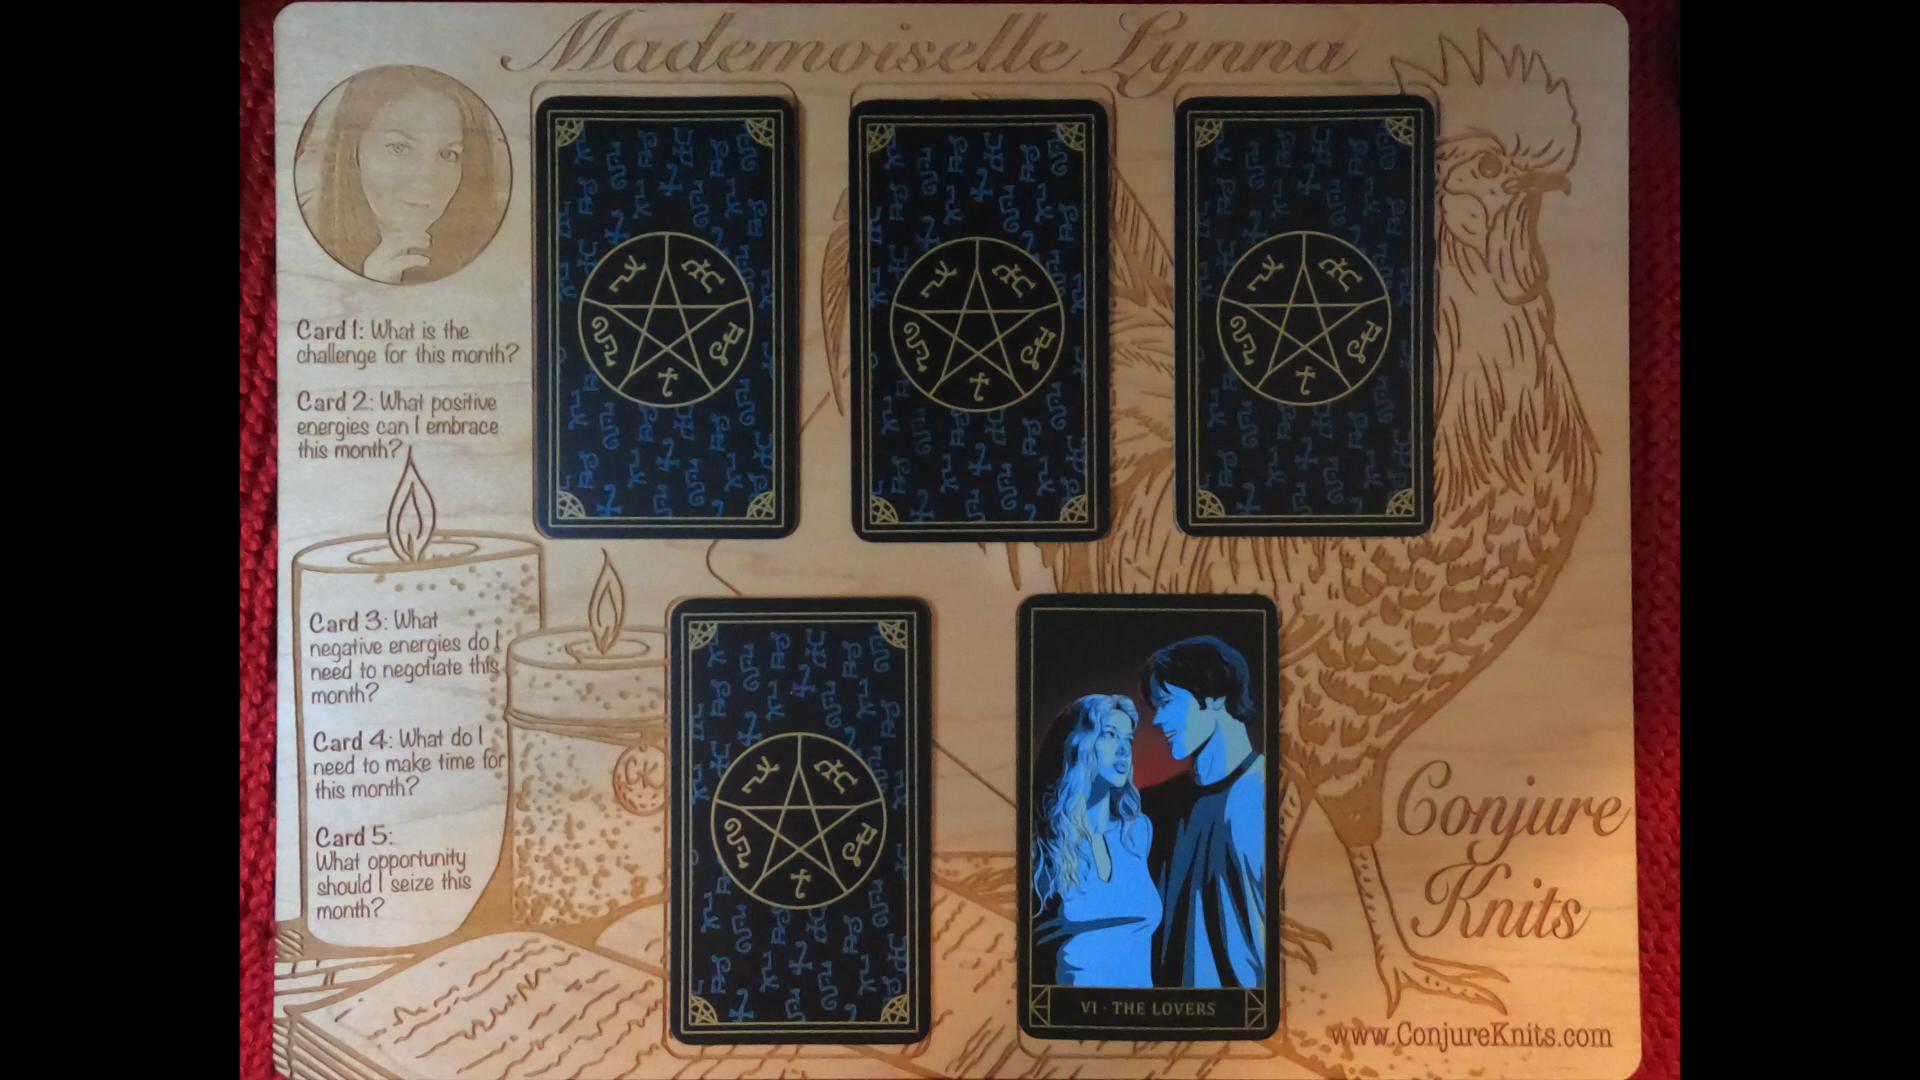 Mademoiselle Lynna
Card 1: What is the
challenge for this month?
Card 2: What positive
energies can I embrace
this month?
Card 3: What
negative energies do I
need to negotiate this
month?
Card 4: What do I
need to make time for
this month?
Card 5:
What opportunity
should I seize this
month?
CK
VI · THE LOVERS
Conjure
Knits
www.ConjureKnits.com